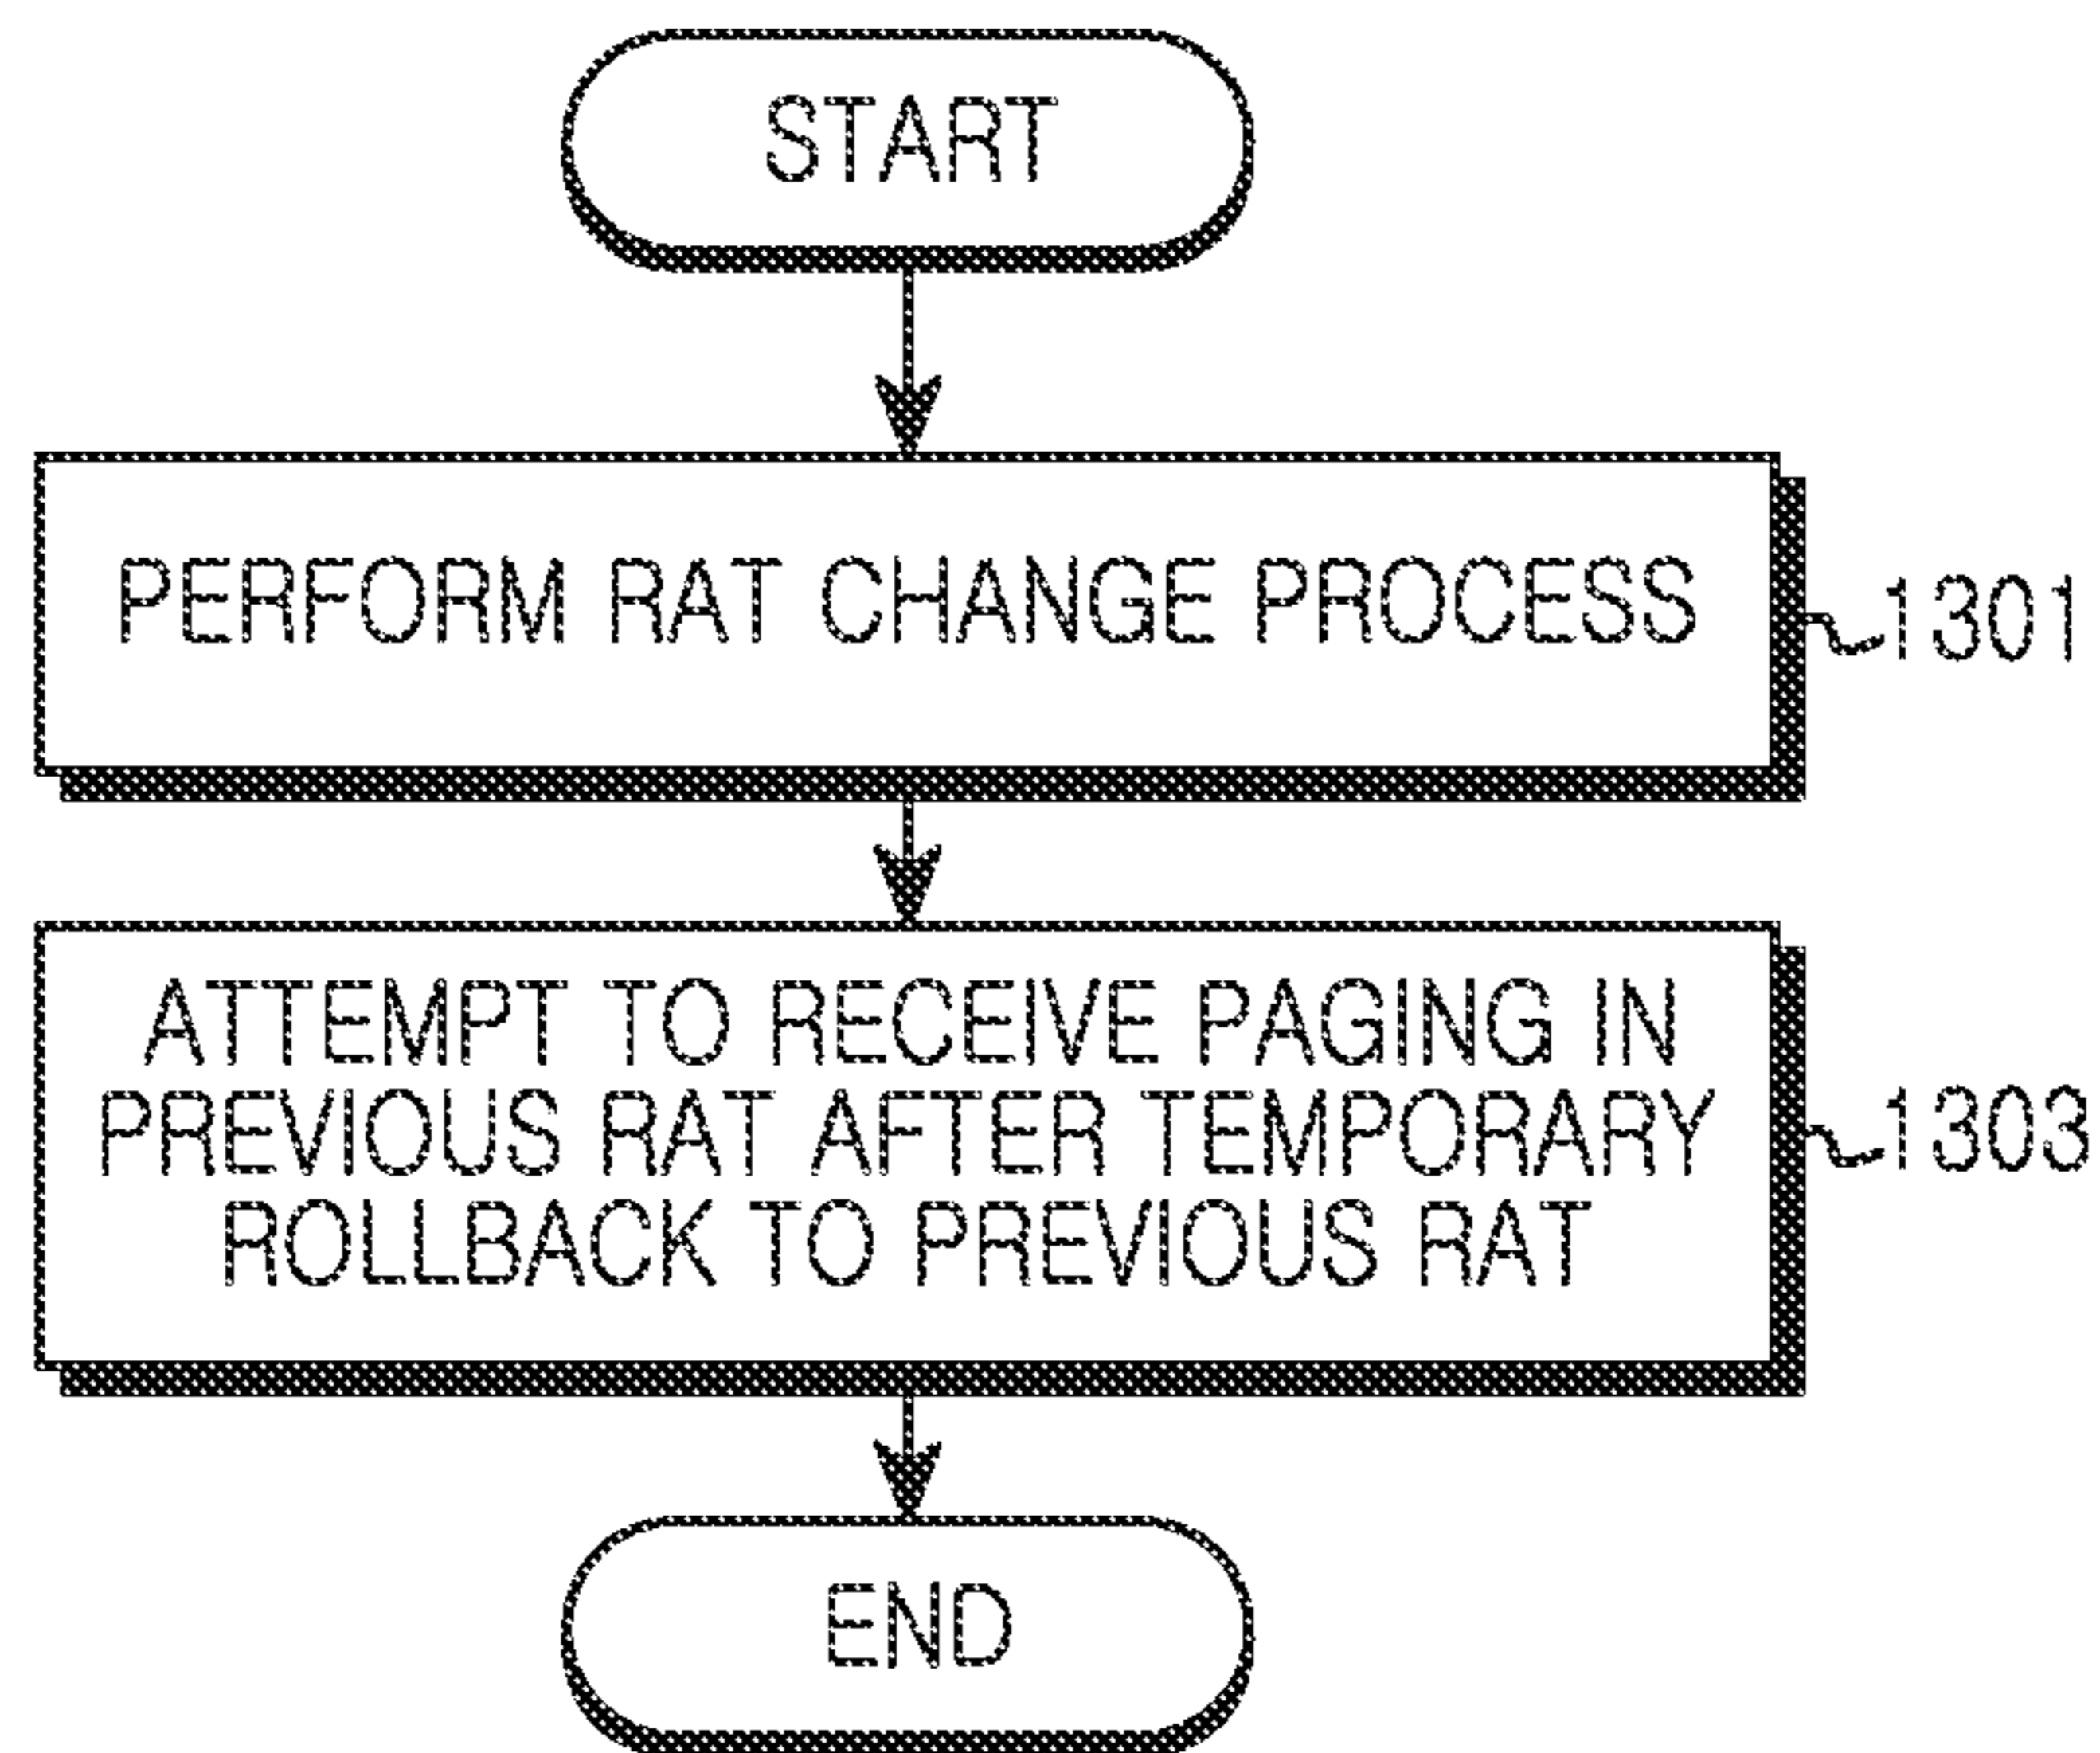 START
PERFORM RAT CHANGE PROCESS
1301
ATTEMPT TO RECEIVE PAGING IN
PREVIOUS RAT AFTER TEMPORARY
ROLLBACK TO PREVIOUS RAT
1303
END